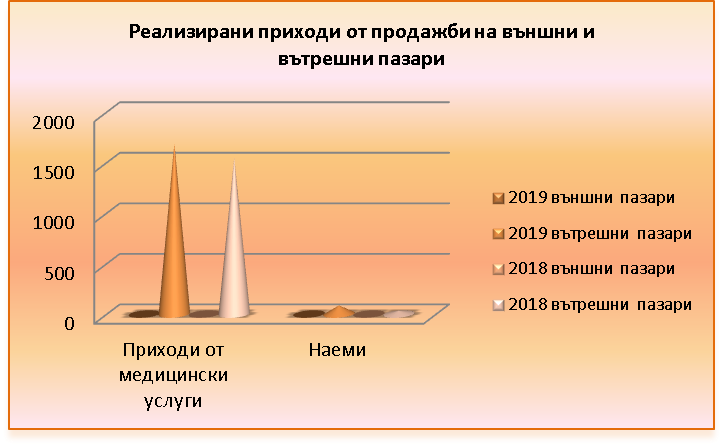 Реализирани приходи от продажби на външни и
вътрешни пазари
2000
1500
1000
500
0
Приходи от
медицински
услуги
Наеми
2019 външни пазари
2019 вътрешни пазари
2018 външни пазари
2018 вътрешни пазари